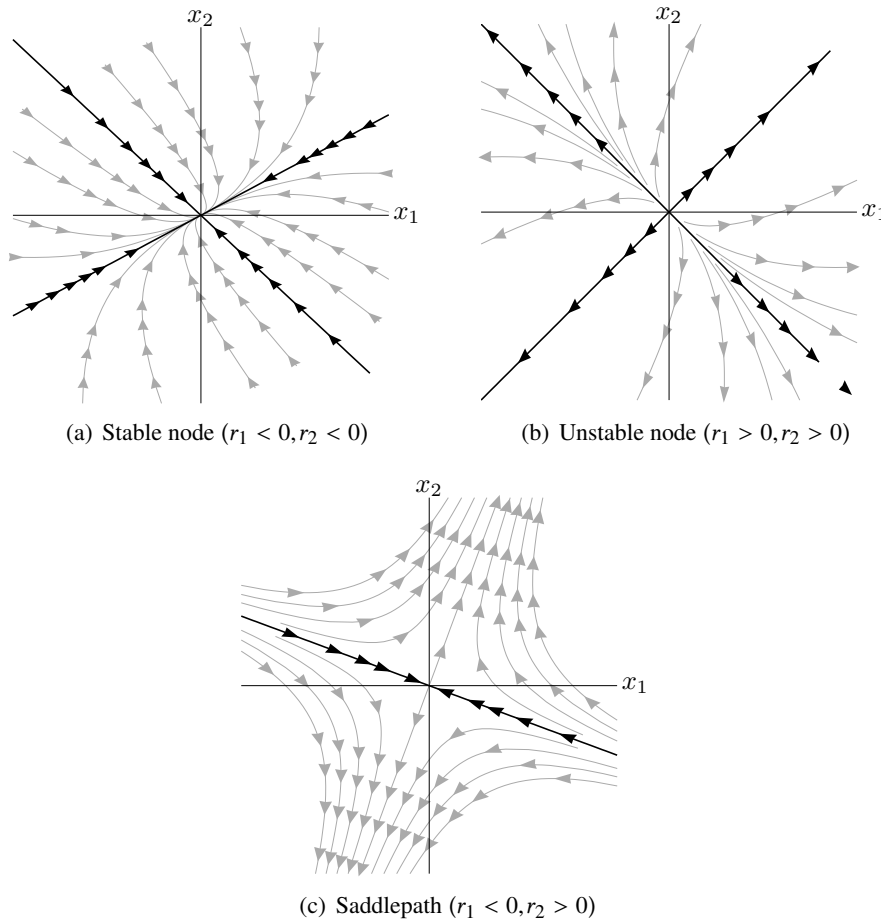 x₂
x₁
(a) Stable node (r₁ < 0, r₂ < 0)
x₂
x₁
(b) Unstable node (r₁ > 0, r₂ > 0)
x₂
x₁
(c) Saddlepath (r₁ < 0, r₂ > 0)